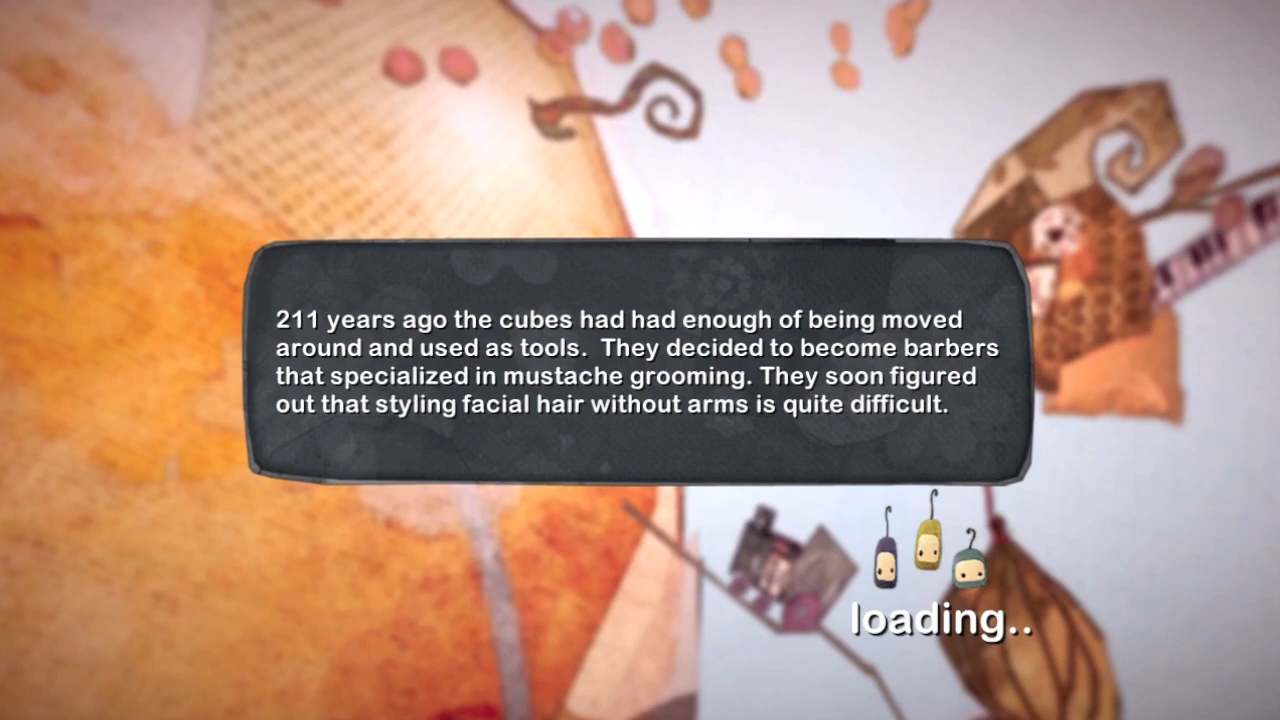 211 years ago the cubes had had enough of being moved
around and used as tools.  They decided to become barbers
that specialized in mustache grooming. They soon figured
out that styling facial hair without arms is quite difficult.
loading..